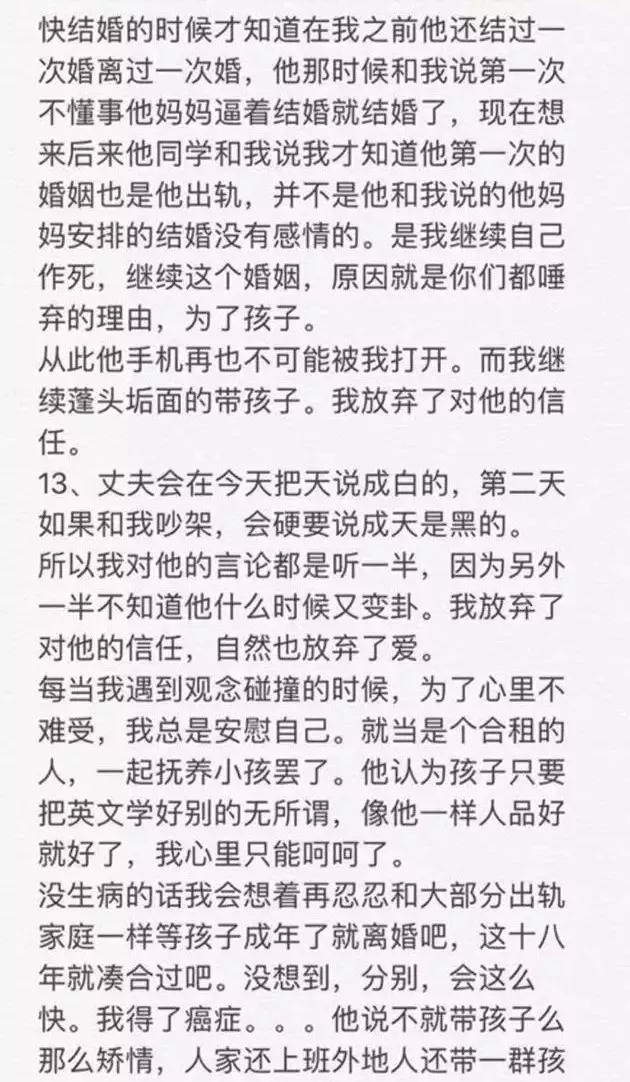 快结婚的时候才知道在我之前他还结过一
次婚离过一次婚，他那时候和我说第一次
不懂事他妈妈逼着结婚就结婚了，现在想
来后来他同学和我说我才知道他第一次的
婚姻也是他出轨，并不是他和我说的他妈
妈安排的结婚没有感情的。是我继续自己
作死，继续这个婚姻，原因就是你们都唾
弃的理由，为了孩子。
从此他手机再也不可能被我打开。而我继
续蓬头垢面的带孩子。我放弃了对他的信
任。
13、丈夫会在今天把天说成白的，第二天
如果和我吵架，会硬要说成天是黑的。
所以我对他的言论都是听一半，因为另外
一半不知道他什么时候又变卦。我放弃了
对他的信任，自然也放弃了爱。
每当我遇到观念碰撞的时候，为了心里不
难受，我总是安慰自己。就当是个合租的
人，一起抚养小孩罢了。他认为孩子只要
把英文学好别的无所谓，像他一样人品好
就好了，我心里只能呵呵了。
没生病的话我会想着再忍忍和大部分出轨
家庭一样等孩子成年了就离婚吧，这十八
年就凑合过吧。没想到，分别，会这么
快。我得了癌症。。。他说不就带孩子么
那么矫情，人家还上班外地人还带一群孩